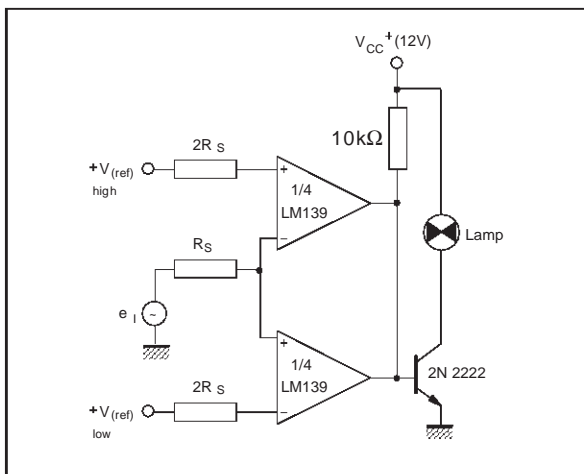 V CC + (12V)
10kΩ
2R S
+V(ref)
high
+
1/4
LM139
−
R S
Lamp
e I
~
+
1/4
LM139
−
2N 2222
2R S
+V(ref)
low